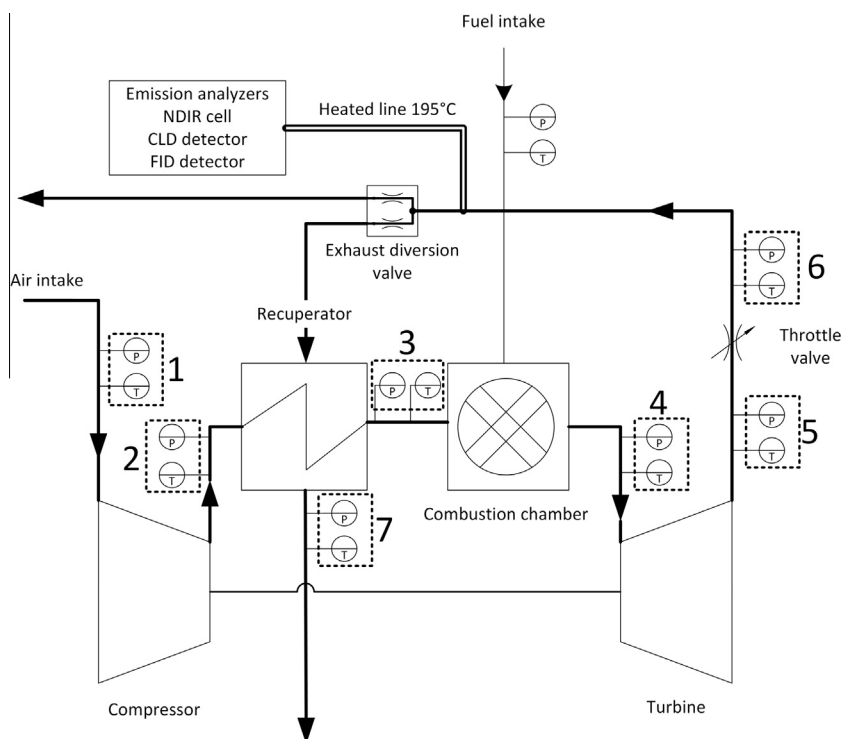 Fuel intake
Emission analyzers
NDIR cell
CLD detector
FID detector
Heated line 195°C
P
T
Exhaust diversion
valve
Air intake
Recuperator
P
T
6
Throttle
valve
P
T
1
3
P
T
2
P
T
4
P
T
P
T
5
Combustion chamber
P
T
7
Compressor
Turbine